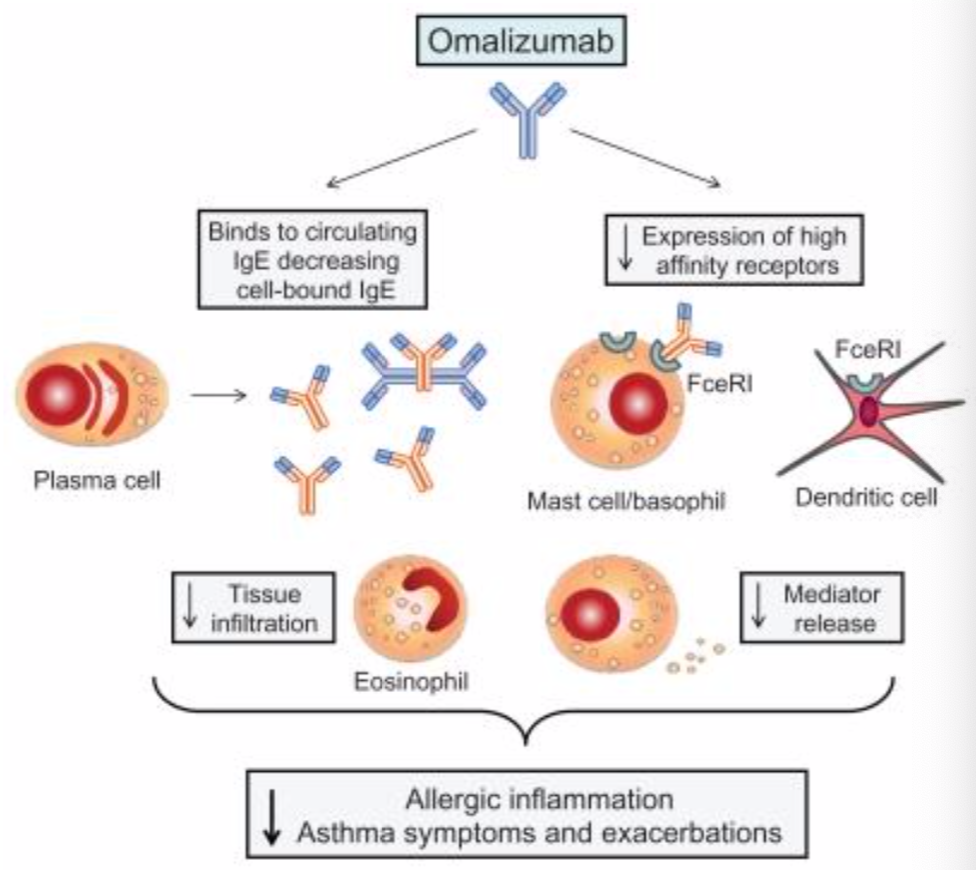 Omalizumab
Binds to circulating
IgE decreasing
cell-bound IgE
↓ Expression of high
affinity receptors
FceRI
FceRI
Plasma cell
Mast cell/basophil
Dendritic cell
↓ Tissue
infiltration
↓ Mediator
release
Eosinophil
↓ Allergic inflammation
Asthma symptoms and exacerbations